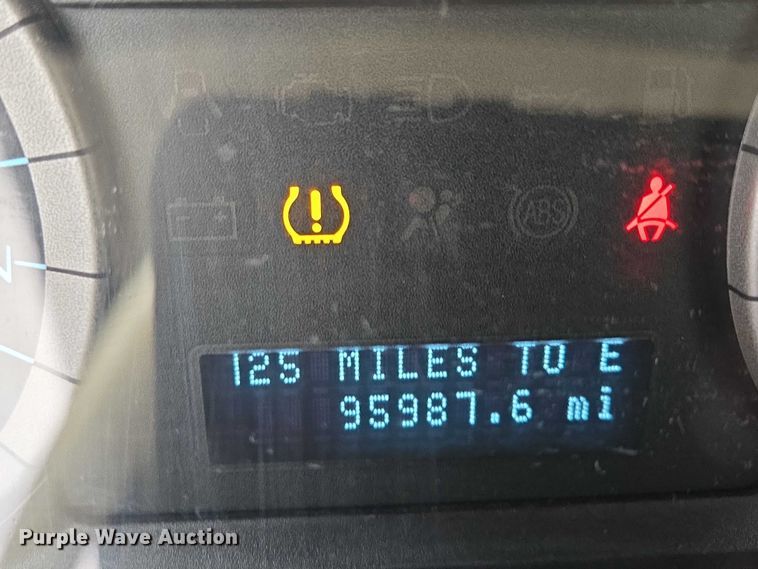 ABS
125 MILES TO E
95987.6 mi
Purple Wave Auction